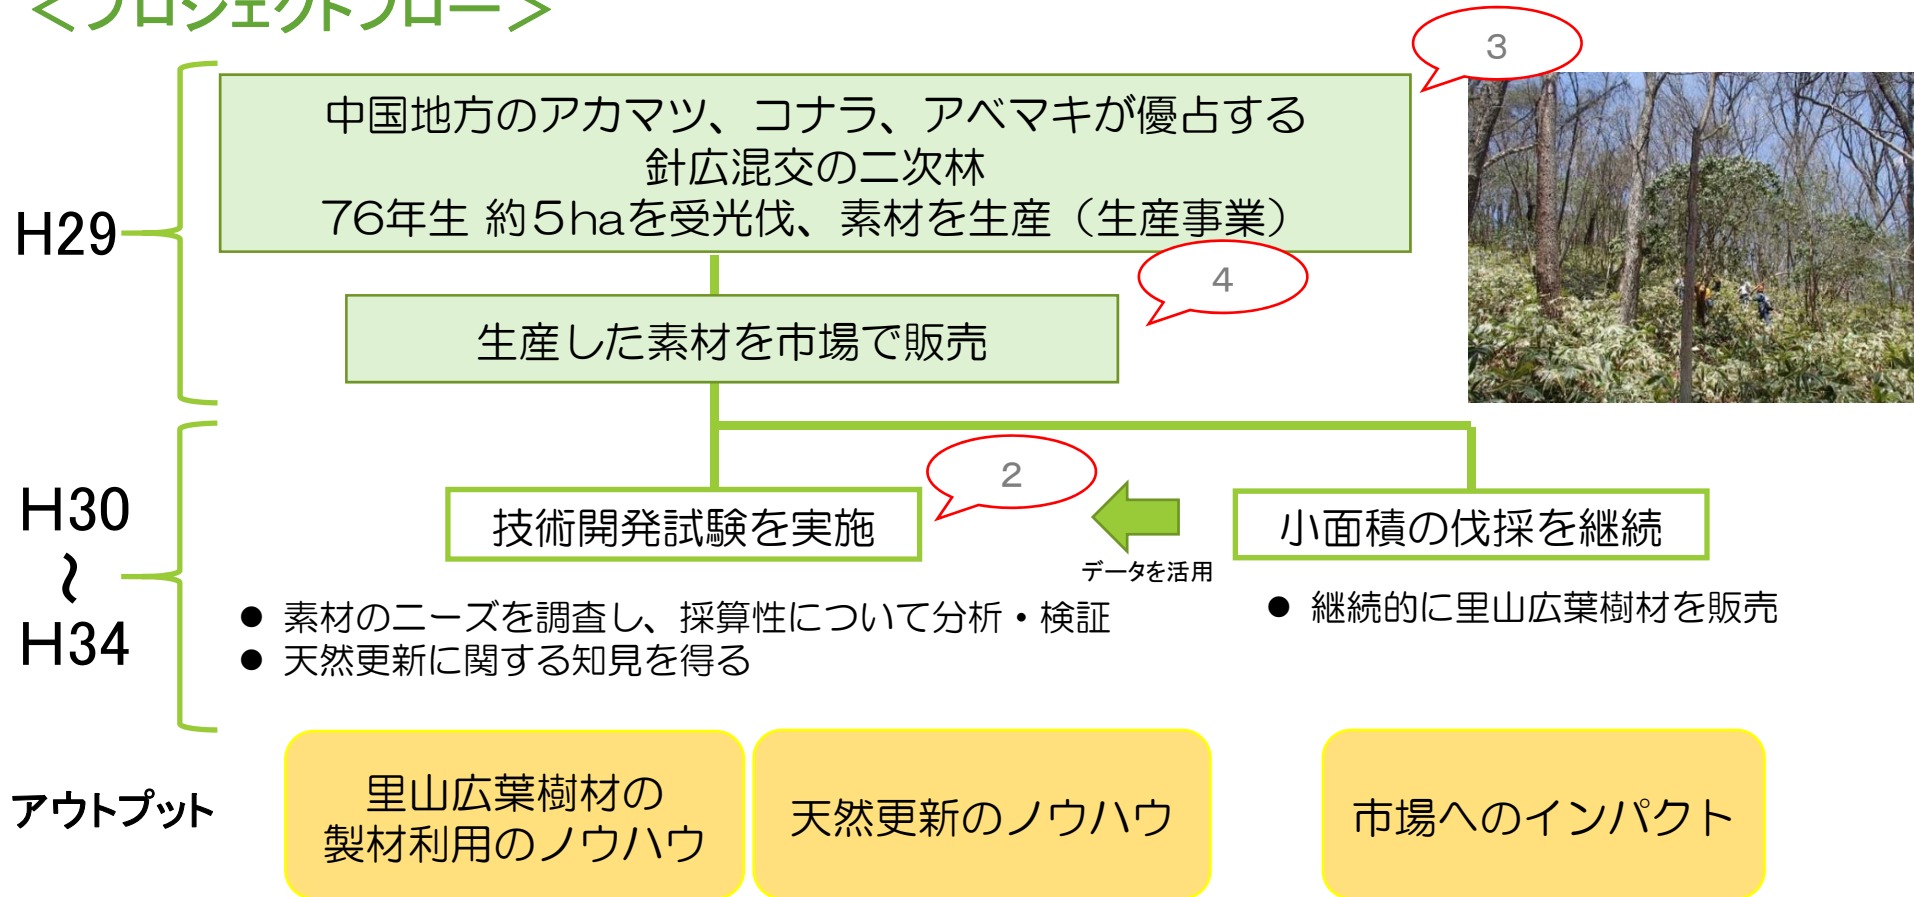 ＜プロジェクトフロー＞
3
中国地方のアカマツ、コナラ、アベマキが優占する
針広混交の二次林
76年生 約5haを受光伐、素材を生産（生産事業）
H29
4
生産した素材を市場で販売
H30
～
H34
2
技術開発試験を実施
データを活用
小面積の伐採を継続
● 素材のニーズを調査し、採算性について分析・検証
● 天然更新に関する知見を得る
● 継続的に里山広葉樹材を販売
アウトプット
里山広葉樹材の
製材利用のノウハウ
天然更新のノウハウ
市場へのインパクト